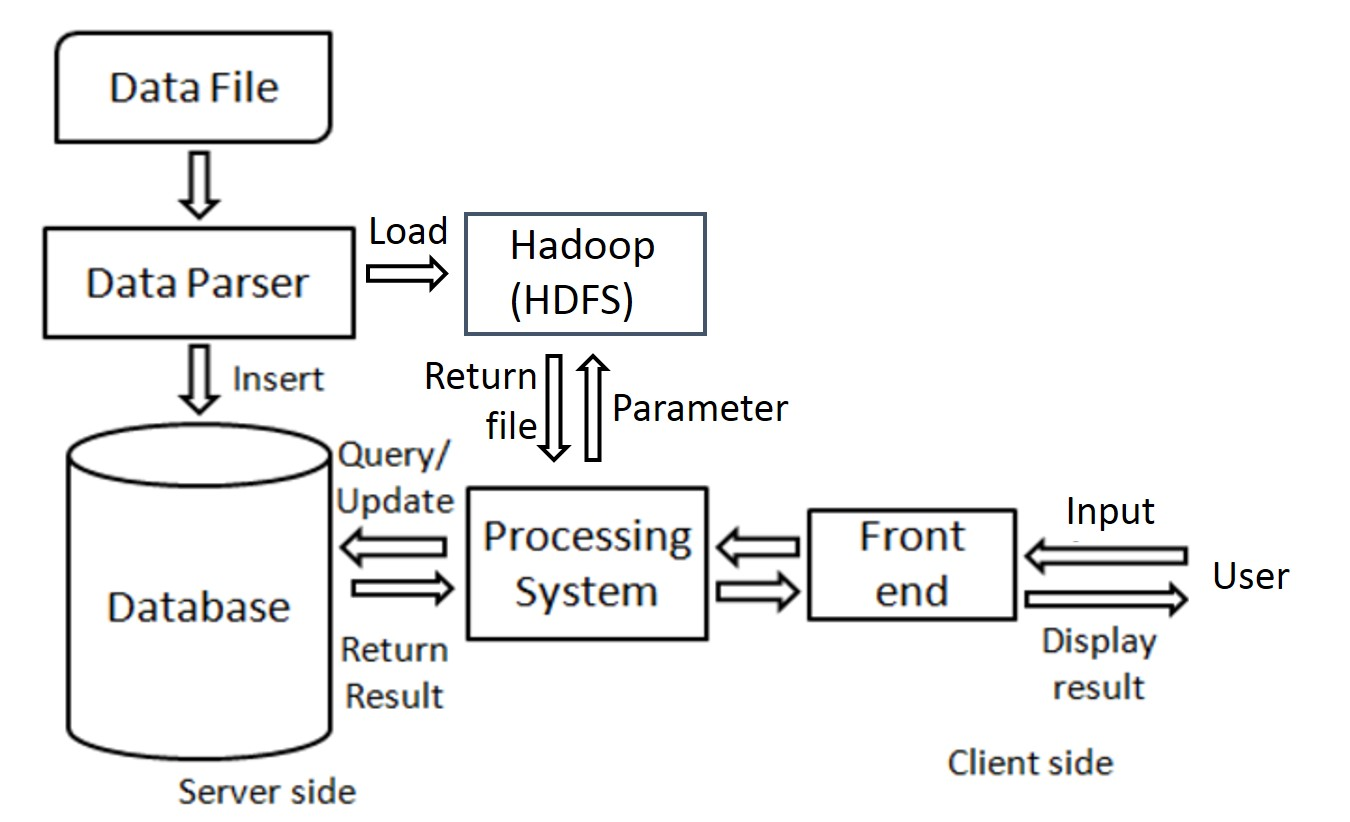 Data File
Data Parser
Load
Hadoop
(HDFS)
Insert
Return
file
Parameter
Query/
Update
Database
Return
Result
Processing
System
Front
end
Input
User
Display
result
Server side
Client side